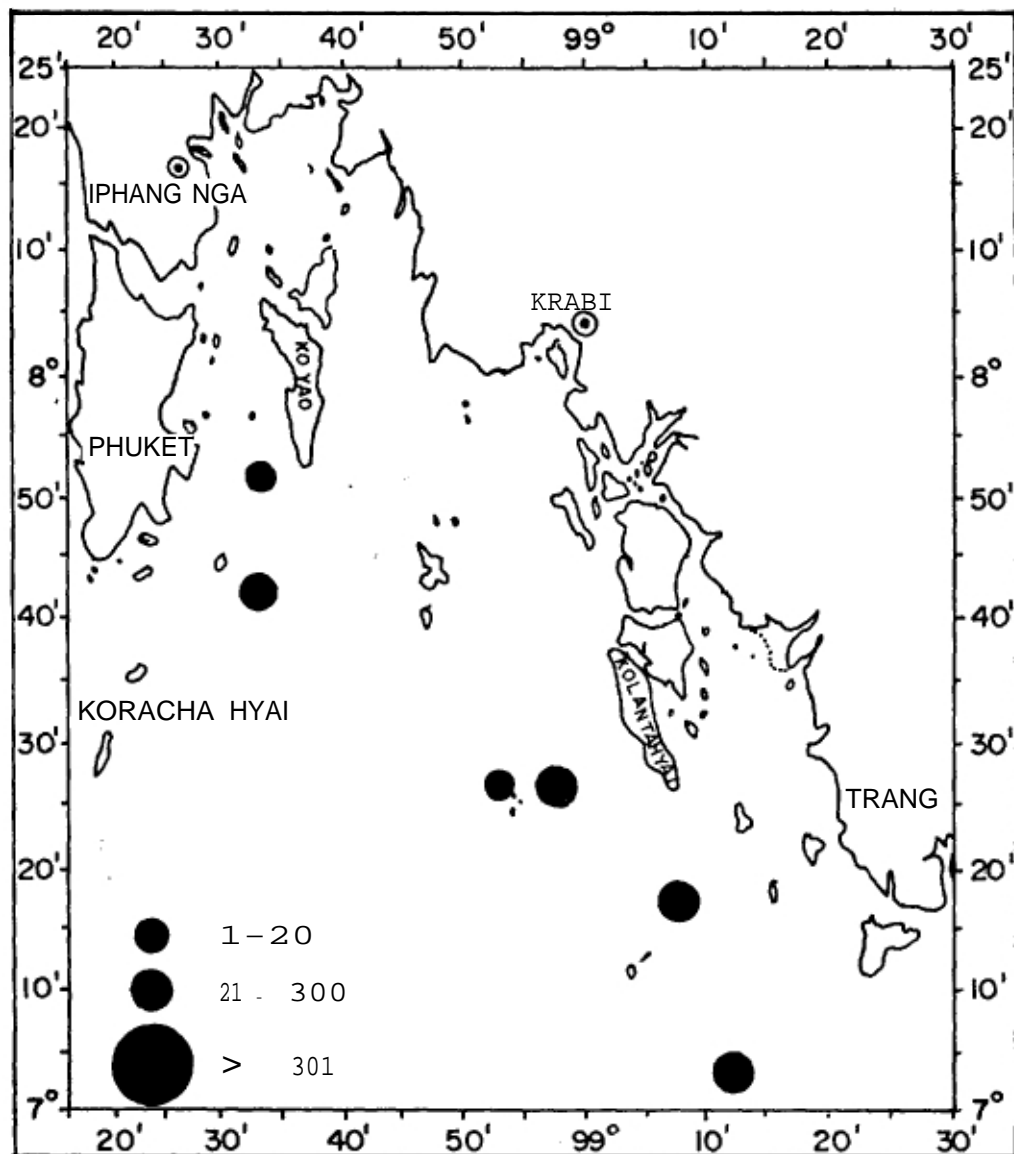 20' 30' 40' 50' 99° 10' 20' 30'
25' 25'
20' 20'
IPHANG NGA
10' 10'
KRABI
8° 8°
KO YAO
PHUKET
50' 50'
40' 40'
KOLANTAHYAI
KORACHA HYAI
30' 30'
TRANG
20' 20'
1-20
10' 10'
21 - 300
> 301
7° 7°
20' 30' 40' 50' 99° 10' 20' 30'